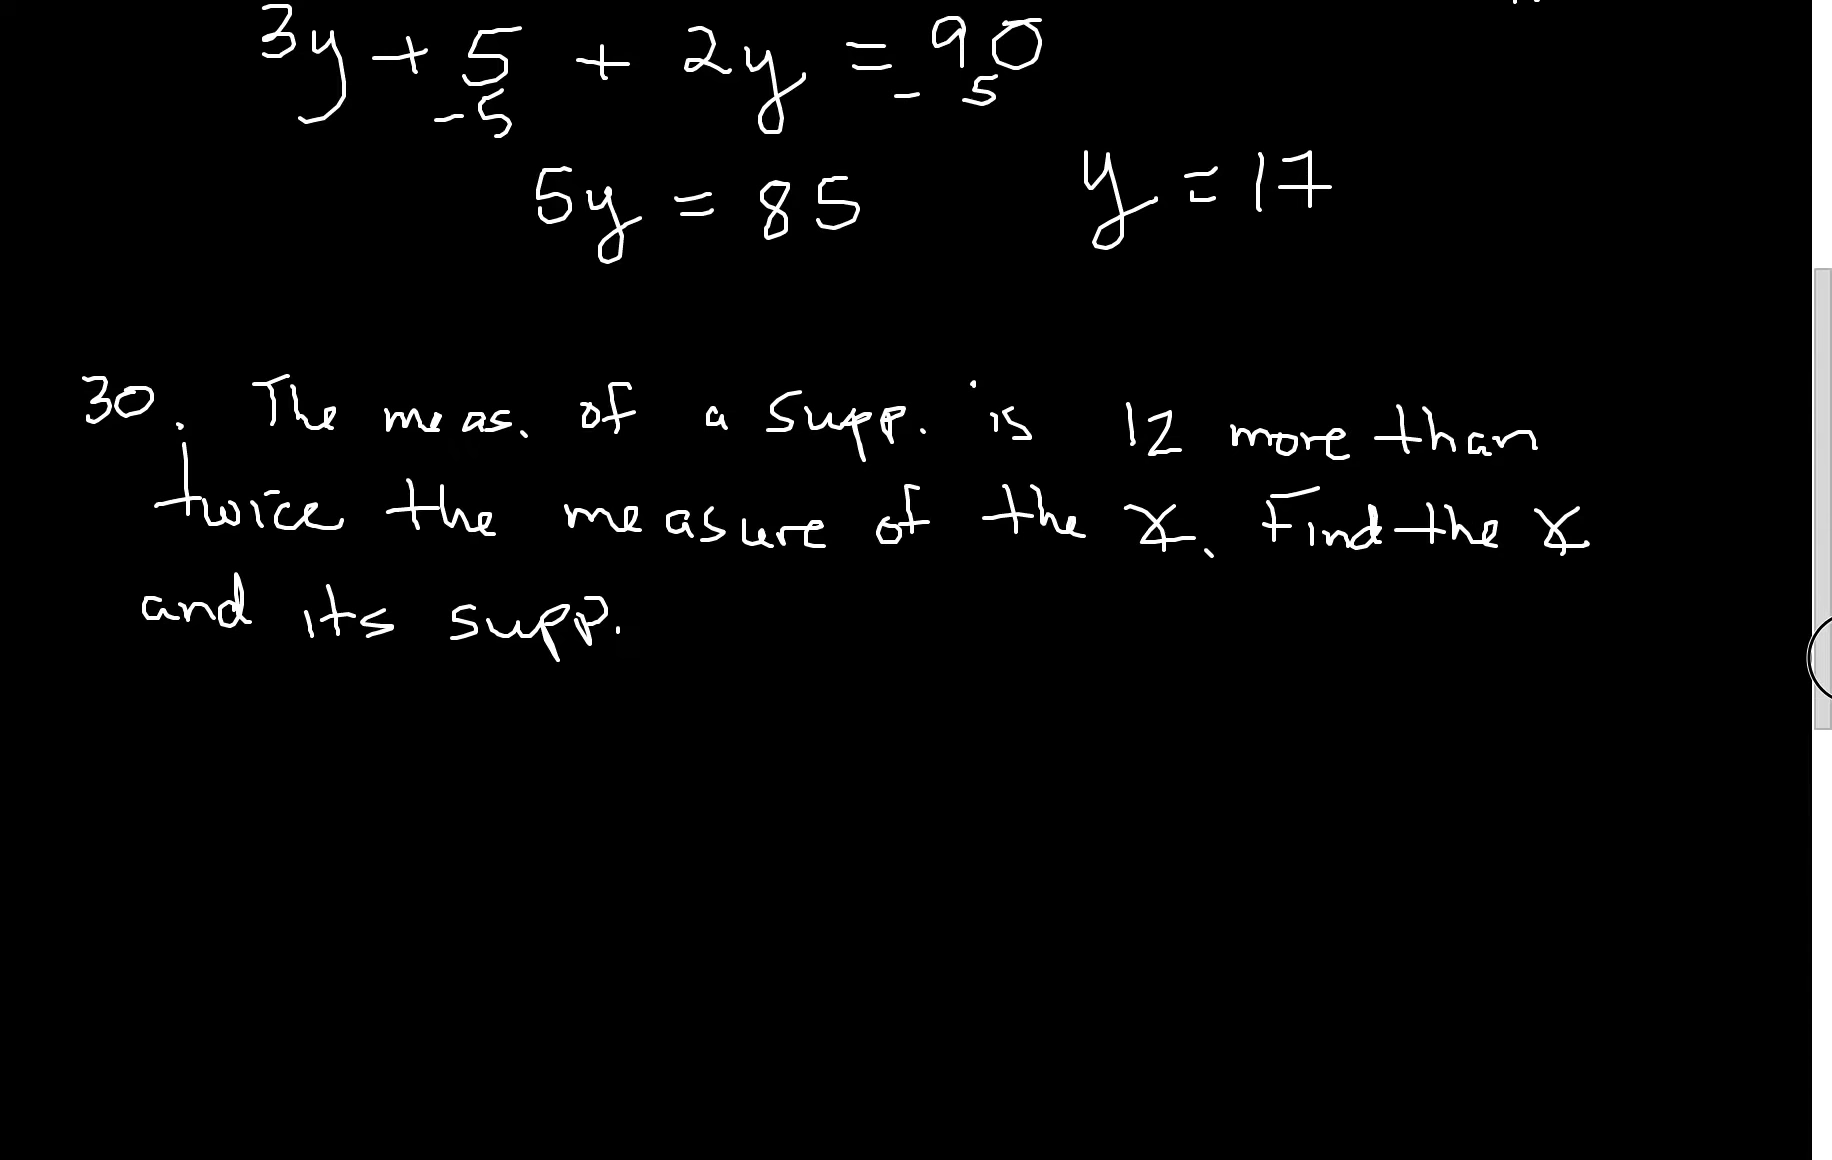 3y + 5 + 2y = 90
-5 - 5
5y = 85 y = 17
30. The meas. of a supp. is 12 more than
twice the measure of the ∡. Find the ∡
and its supp.